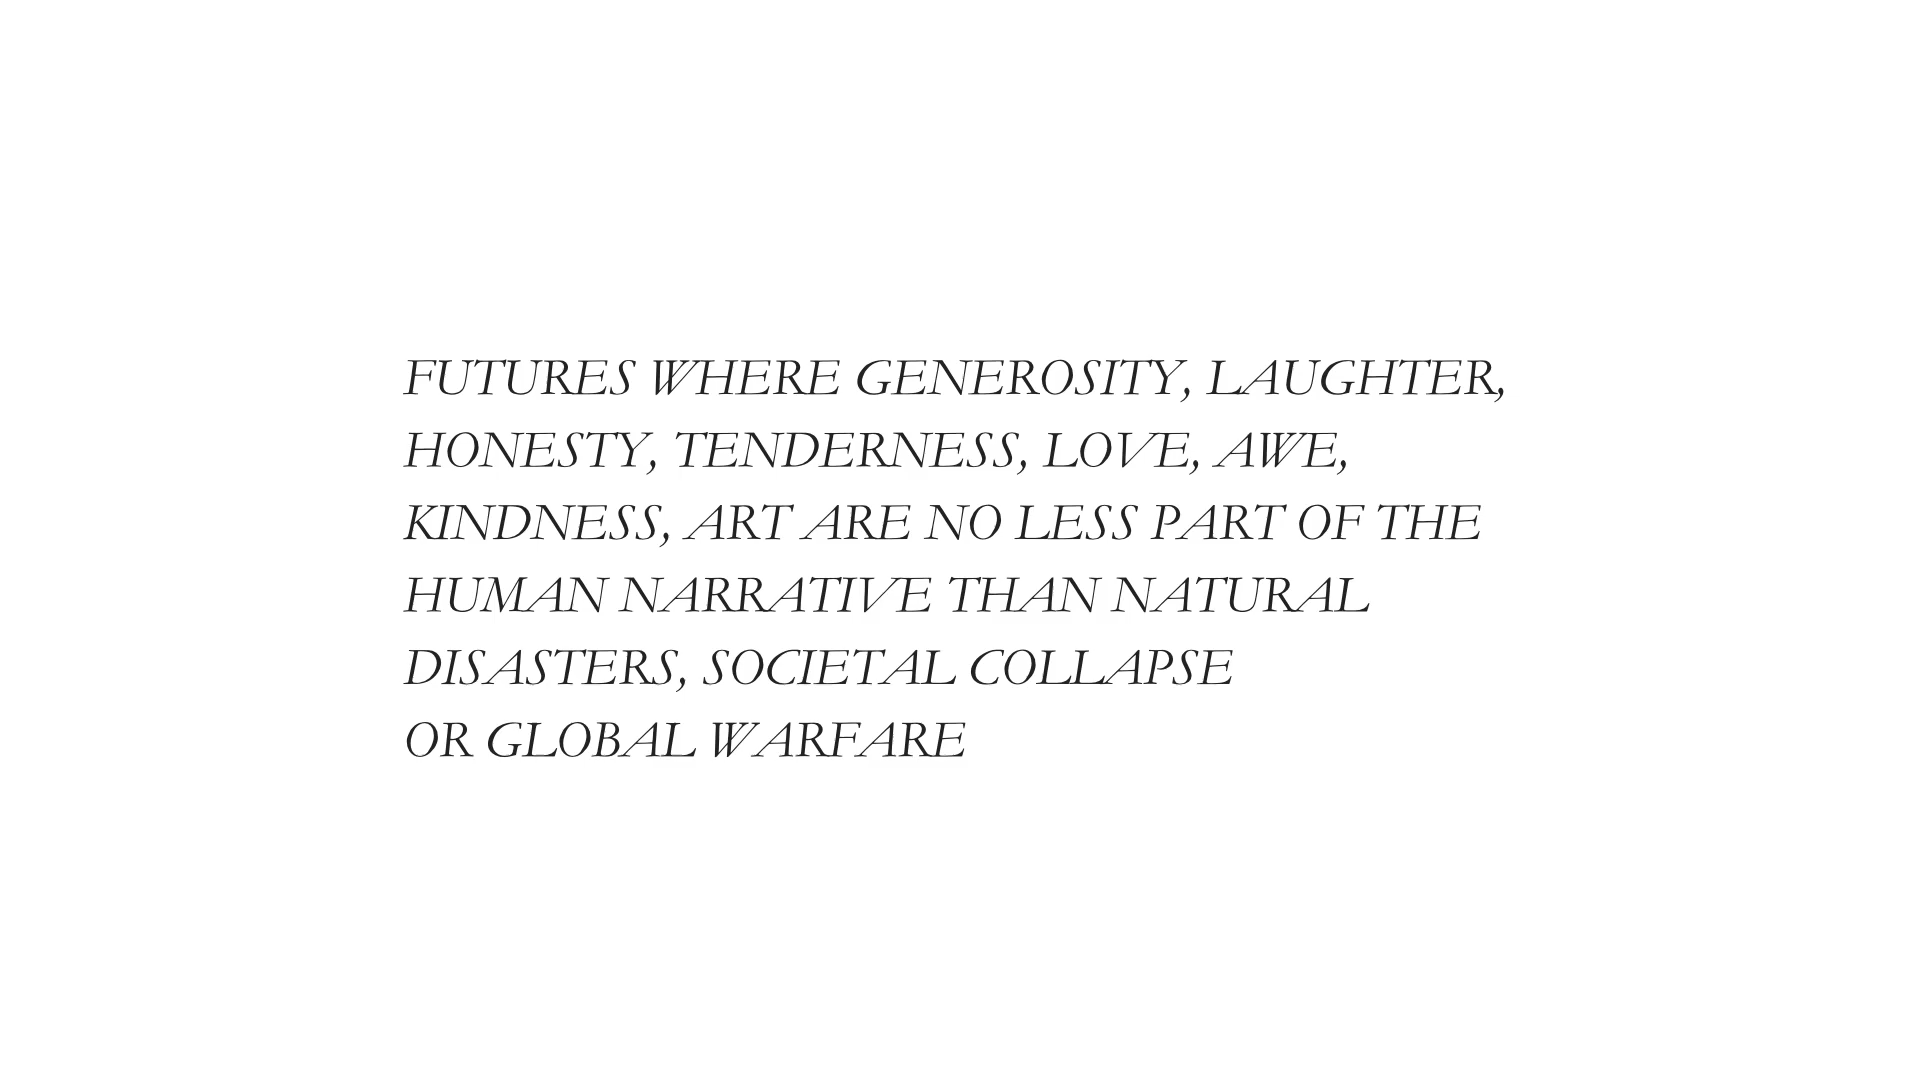 FUTURES WHERE GENEROSITY, LAUGHTER,
HONESTY, TENDERNESS, LOVE, AWE,
KINDNESS, ART ARE NO LESS PART OF THE
HUMAN NARRATIVE THAN NATURAL
DISASTERS, SOCIETAL COLLAPSE
OR GLOBAL WARFARE